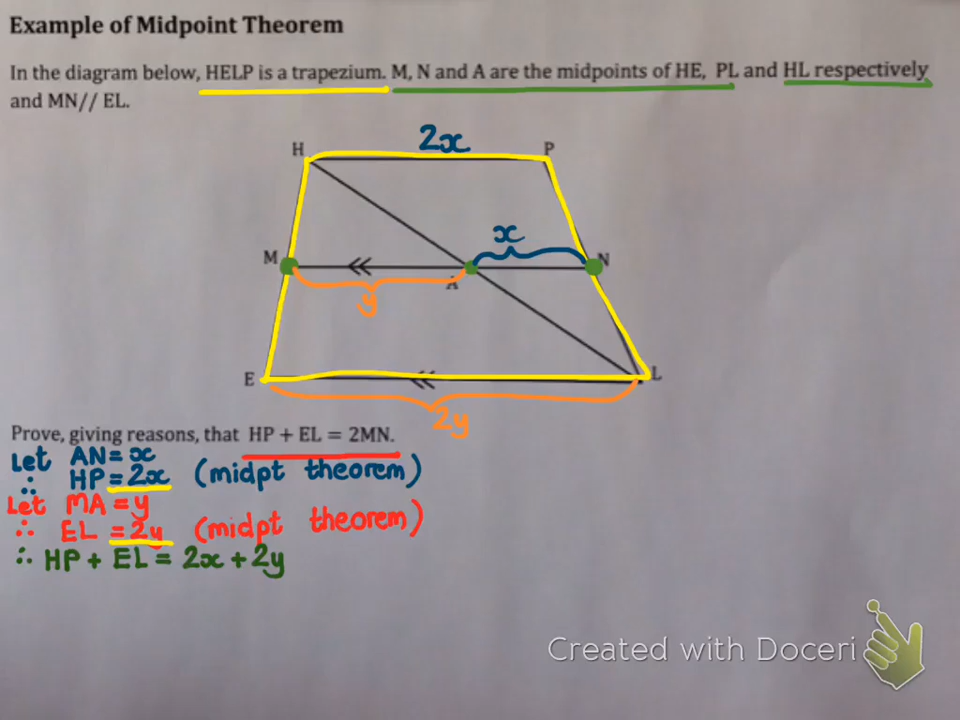 Example of Midpoint Theorem
In the diagram below, HELP is a trapezium. M, N and A are the midpoints of HE, PL and HL respectively
and MN// EL.
2x
H
P
x
M
N
A
y
E
L
2y
Prove, giving reasons, that HP + EL = 2MN.
Let AN = x
∴ HP = 2x (midpt theorem)
Let MA = y
∴ EL = 2y (midpt theorem)
∴ HP + EL = 2x + 2y
Created with Doceri